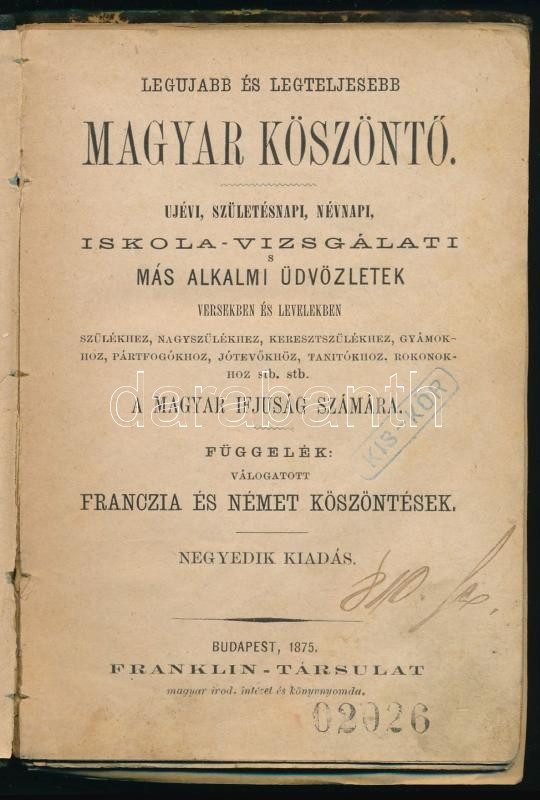 LEGUJABB ÉS LEGTELJESEBB
MAGYAR KÖSZÖNTŐ.
UJÉVI, SZÜLETÉSNAPI, NÉVNAPI,
ISKOLA-VIZSGÁLATI
S
MÁS ALKALMI ÜDVÖZLETEK
VERSEKBEN ÉS LEVELEKBEN
SZÜLÉKHEZ, NAGYSZÜLÉKHEZ, KERESZTSZÜLÉKHEZ, GYÁMOK-
HOZ, PÁRTFOGÓKHOZ, JÓTEVŐKHÖZ, TANITÓKHOZ. ROKONOK-
HOZ stb. stb.
darabanth
A MAGYAR IFJUSÁG SZÁMÁRA.
FÜGGELÉK:
VÁLOGATOTT
FRANCZIA ÉS NÉMET KÖSZÖNTÉSEK.
NEGYEDIK KIADÁS.
BUDAPEST, 1875.
FRANKLIN-TÁRSULAT
magyar irod. intézet és könyvnyomda.
02026